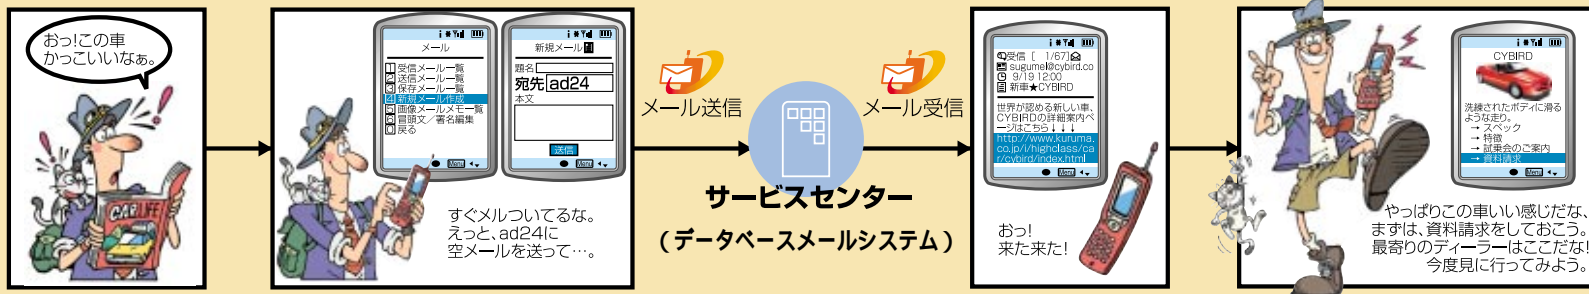 おっ!この車
かっこいいなぁ。
CAR LIFE
メール
1 受信メール一覧
2 送信メール一覧
3 保存メール一覧
4 新規メール作成
5 画像メールメモ一覧
6 冒頭文／署名編集
0 戻る
Menu
新規メール
題名
宛先 ad24
本文
送信
Menu
すぐメルついてるな。
えっと、ad24に
空メールを送って…。
メール送信
サービスセンター
(データベースメールシステム)
メール受信
受信 [ 1/67]
sugumel@cybird.co
9/19 12:00
新車★CYBIRD
世界が認める新しい車、
CYBIRDの詳細案内ペ
ージはこちら↓↓↓
http://www.kuruma.
co.jp/i/highclass/ca
r/cybird/index.html
Menu
おっ!
来た来た!
CYBIRD
洗練されたボディに滑る
ような走り。
→ スペック
→ 特徴
→ 試乗会のご案内
→ 資料請求
Menu
やっぱりこの車いい感じだな、
まずは、資料請求をしておこう。
最寄りのディーラーはここだな!
今度見に行ってみよう。